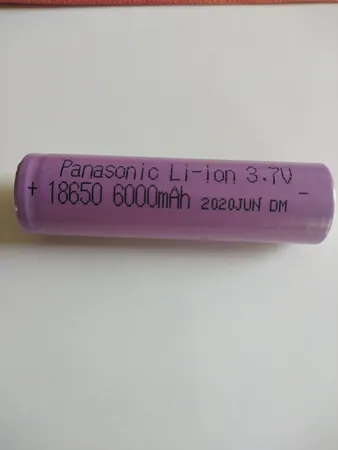 Panasonic Li-ion 3.7V
+ 18650 6000mAh 2020JUN DM -